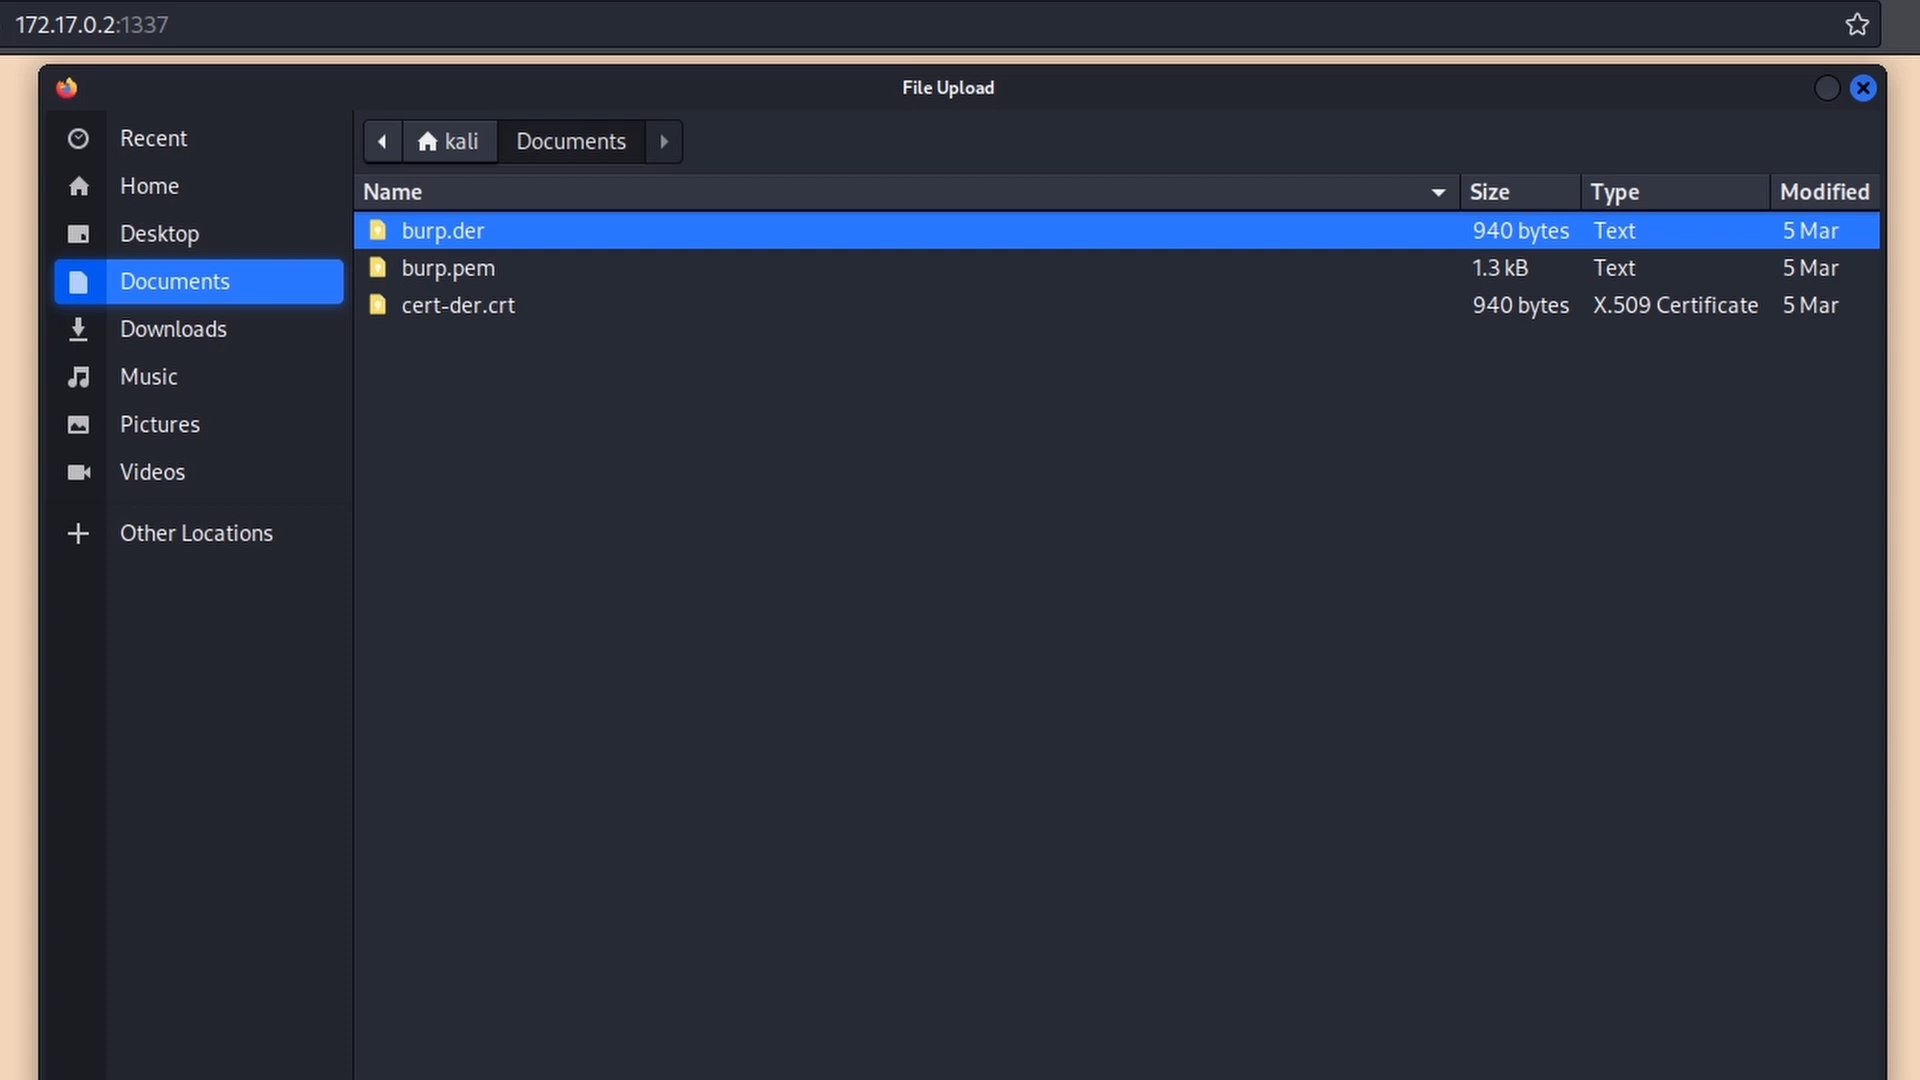 172.17.0.2:1337
File Upload
Recent
Home
Desktop
Documents
Downloads
Music
Pictures
Videos
Other Locations
kali Documents
Name Size Type Modified
burp.der 940 bytes Text 5 Mar
burp.pem 1.3 kB Text 5 Mar
cert-der.crt 940 bytes X.509 Certificate 5 Mar